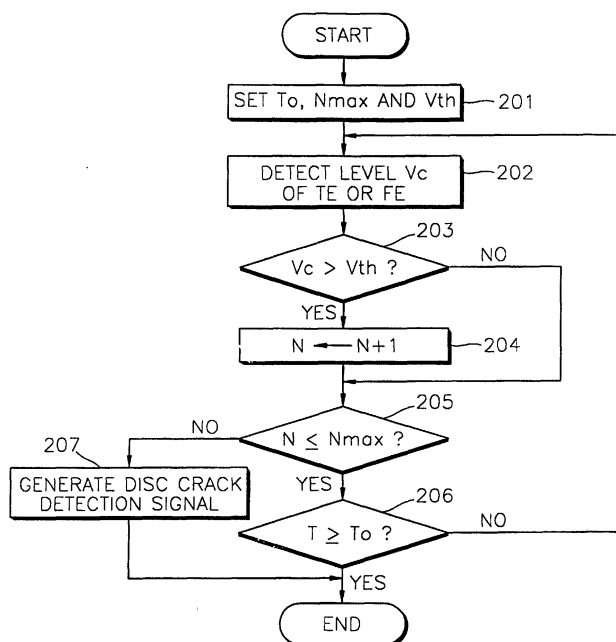 START
SET To, Nmax AND Vth
201
DETECT LEVEL Vc
OF TE OR FE
202
203
Vc > Vth ?
NO
YES
N ← N+1
204
205
N ≤ Nmax ?
NO
YES
207
GENERATE DISC CRACK
DETECTION SIGNAL
206
T ≥ To ?
NO
YES
END